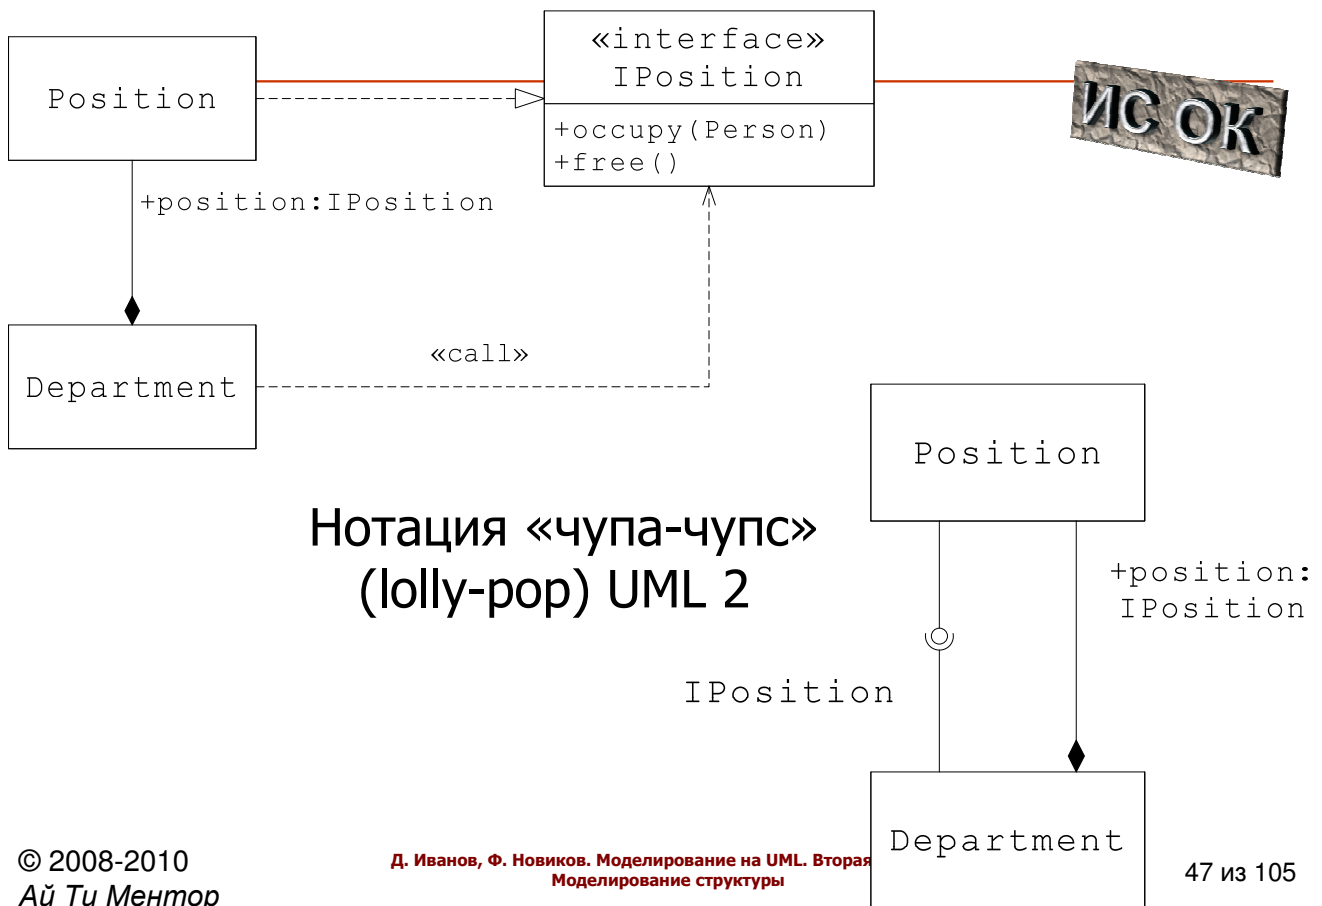 «interface»
IPosition
Position
ИС ОК
+occupy(Person)
+free()
+position:IPosition
«call»
Department
Position
Нотация «чупа-чупс»
(lolly-pop) UML 2
+position:
IPosition
IPosition
Department
© 2008-2010
Ай Ти Ментор
Д. Иванов, Ф. Новиков. Моделирование на UML. Вторая
Моделирование структуры
47 из 105